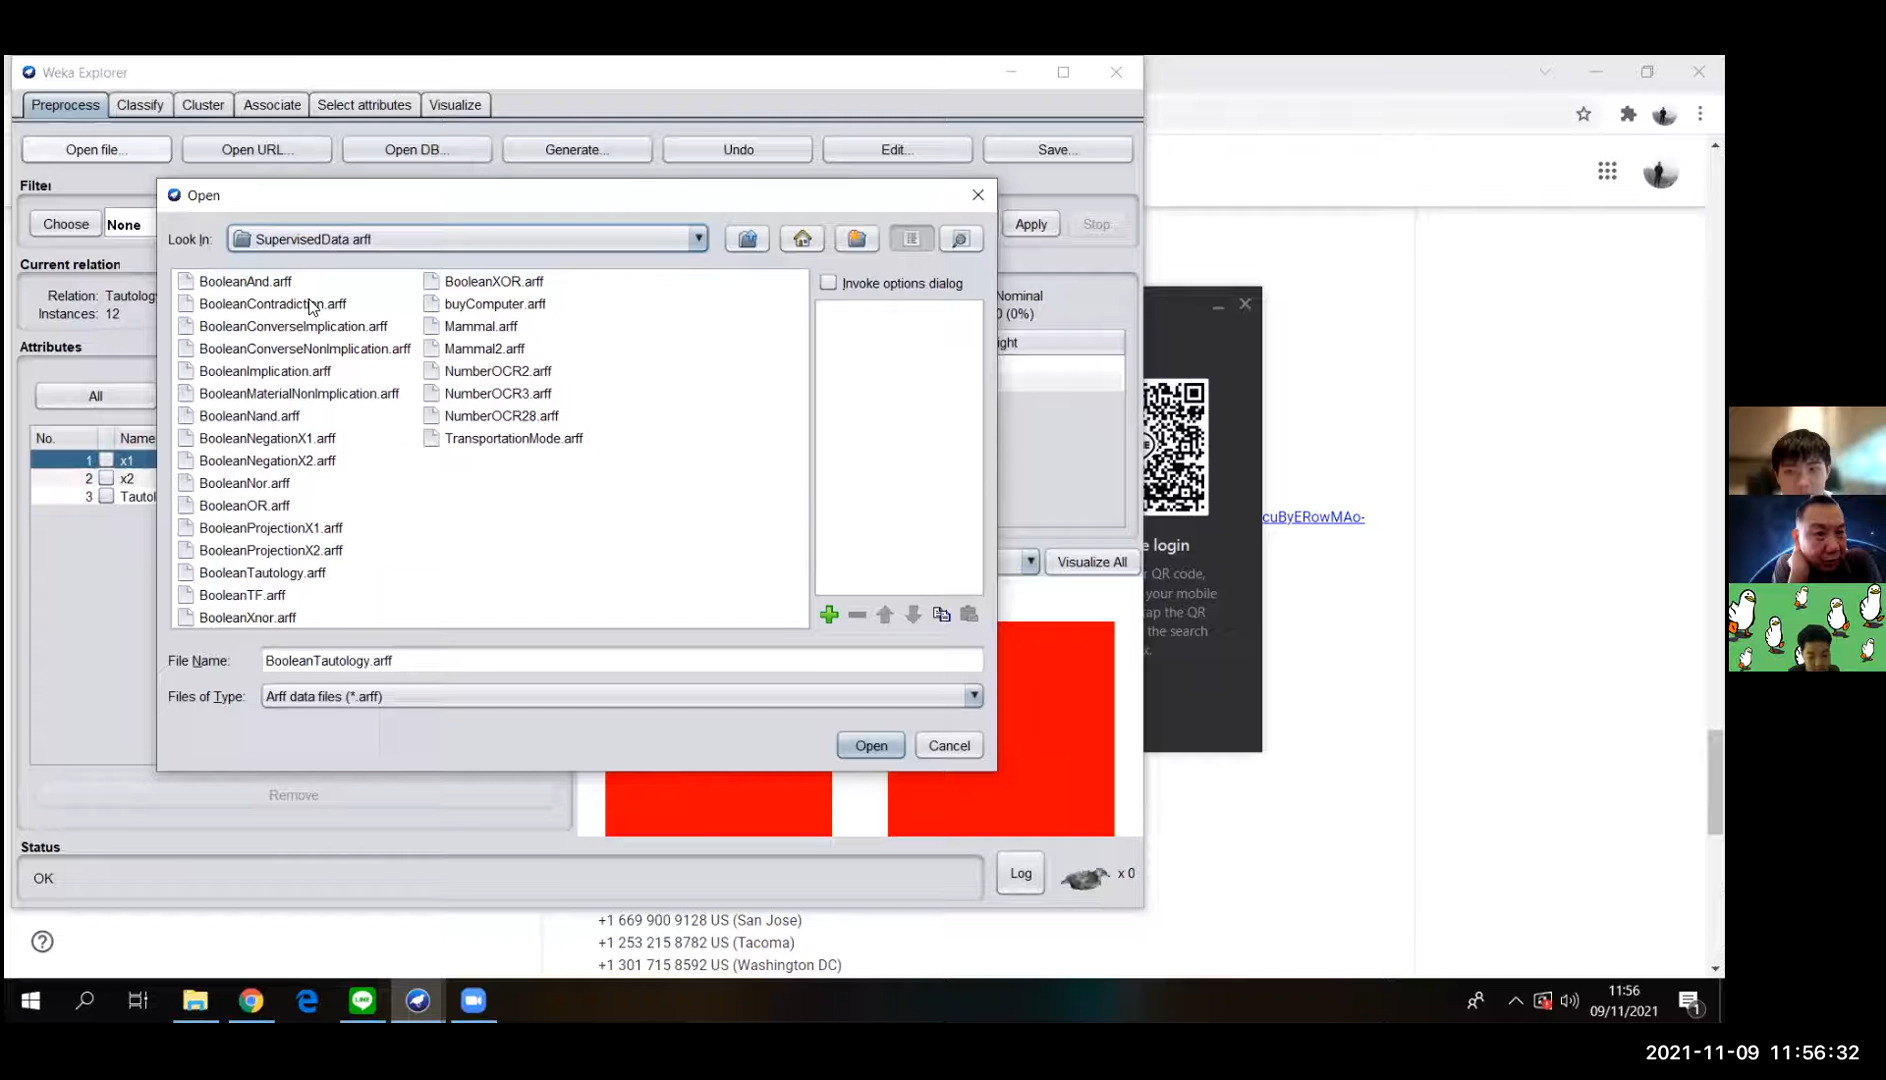 Weka Explorer
Preprocess Classify Cluster Associate Select attributes Visualize
Open file... Open URL... Open DB... Generate... Undo Edit... Save...
Filter
Open
Choose None
Apply Stop
Look In: SupervisedData arff
Current relation
Relation: Tautolog
Instances: 12
Nominal
0 (0%)
Attributes
All
No. Name
1 x1
2 x2
3 Tautol
BooleanAnd.arff
BooleanContradiction.arff
BooleanConverseImplication.arff
BooleanConverseNonImplication.arff
BooleanImplication.arff
BooleanMaterialNonImplication.arff
BooleanNand.arff
BooleanNegationX1.arff
BooleanNegationX2.arff
BooleanNor.arff
BooleanOR.arff
BooleanProjectionX1.arff
BooleanProjectionX2.arff
BooleanTautology.arff
BooleanTF.arff
BooleanXnor.arff
BooleanXOR.arff
buyComputer.arff
Mammal.arff
Mammal2.arff
NumberOCR2.arff
NumberOCR3.arff
NumberOCR28.arff
TransportationMode.arff
Invoke options dialog
ight
File Name: BooleanTautology.arff
Files of Type: Arff data files (*.arff)
Open Cancel
Visualize All
Remove
Status
OK
Log
x 0
cuByERowMAo-
e login
QR code,
your mobile
tap the QR
the search
x.
+1 669 900 9128 US (San Jose)
+1 253 215 8782 US (Tacoma)
+1 301 715 8592 US (Washington DC)
11:56
09/11/2021
1
2021-11-09 11:56:32